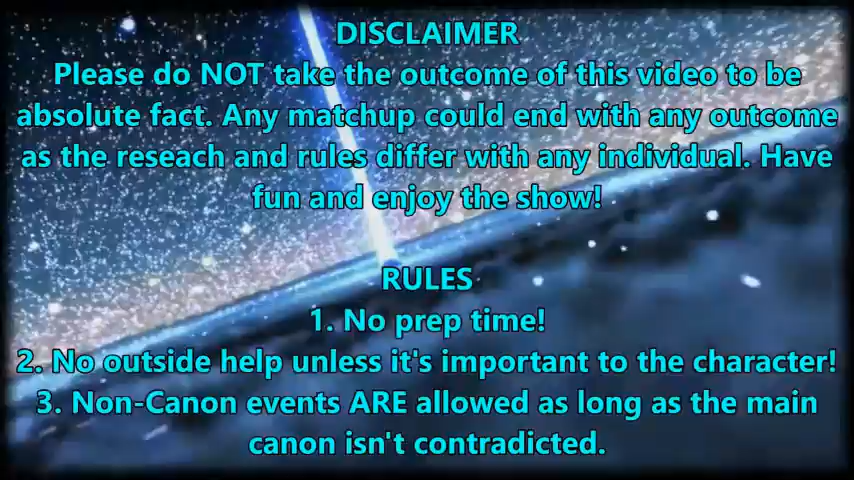 DISCLAIMER
Please do NOT take the outcome of this video to be
absolute fact. Any matchup could end with any outcome
as the reseach and rules differ with any individual. Have
fun and enjoy the show!
RULES
1. No prep time!
2. No outside help unless it's important to the character!
3. Non-Canon events ARE allowed as long as the main
canon isn't contradicted.